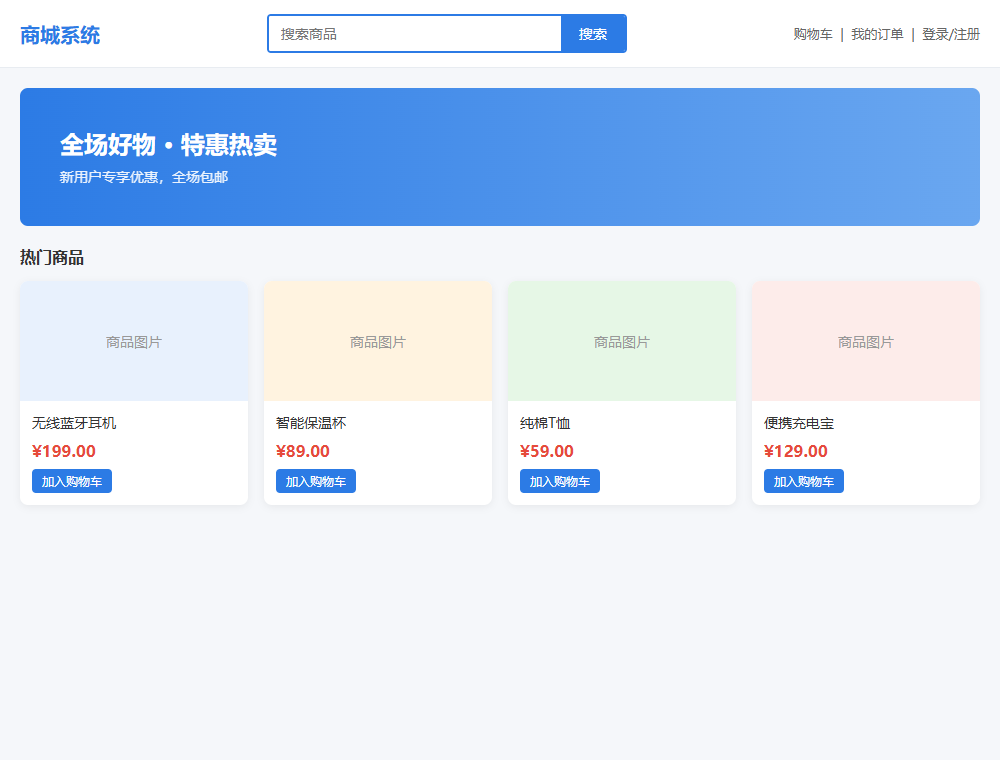 商城系统
搜索商品
搜索
购物车 | 我的订单 | 登录/注册
全场好物 · 特惠热卖
新用户专享优惠，全场包邮
热门商品
商品图片
无线蓝牙耳机
¥199.00
加入购物车
商品图片
智能保温杯
¥89.00
加入购物车
商品图片
纯棉T恤
¥59.00
加入购物车
商品图片
便携充电宝
¥129.00
加入购物车